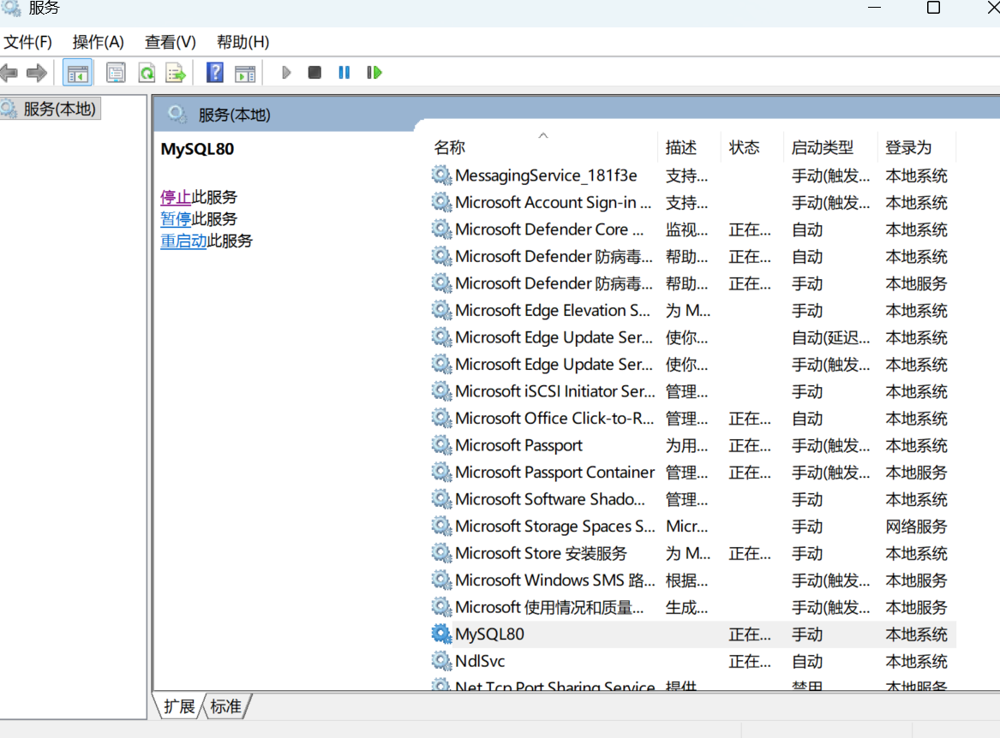 服务
文件(F) 操作(A) 查看(V) 帮助(H)
服务(本地)
服务(本地)
MySQL80
停止此服务
暂停此服务
重启动此服务
名称 描述 状态 启动类型 登录为
MessagingService_181f3e 支持... 手动(触发... 本地系统
Microsoft Account Sign-in ... 支持... 手动(触发... 本地系统
Microsoft Defender Core ... 监视... 正在... 自动 本地系统
Microsoft Defender 防病毒... 帮助... 正在... 自动 本地系统
Microsoft Defender 防病毒... 帮助... 正在... 手动 本地服务
Microsoft Edge Elevation S... 为 M... 手动 本地系统
Microsoft Edge Update Ser... 使你... 自动(延迟... 本地系统
Microsoft Edge Update Ser... 使你... 手动(触发... 本地系统
Microsoft iSCSI Initiator Ser... 管理... 手动 本地系统
Microsoft Office Click-to-R... 管理... 正在... 自动 本地系统
Microsoft Passport 为用... 正在... 手动(触发... 本地系统
Microsoft Passport Container 管理... 正在... 手动(触发... 本地服务
Microsoft Software Shado... 管理... 手动 本地系统
Microsoft Storage Spaces S... Micr... 手动 网络服务
Microsoft Store 安装服务 为 M... 正在... 手动 本地系统
Microsoft Windows SMS 路... 根据... 手动(触发... 本地服务
Microsoft 使用情况和质量... 生成... 手动(触发... 本地服务
MySQL80 正在... 手动 本地系统
NdlSvc 正在... 自动 本地系统
Net Tcp Port Sharing Service 提供 禁用 本地服务
扩展 标准